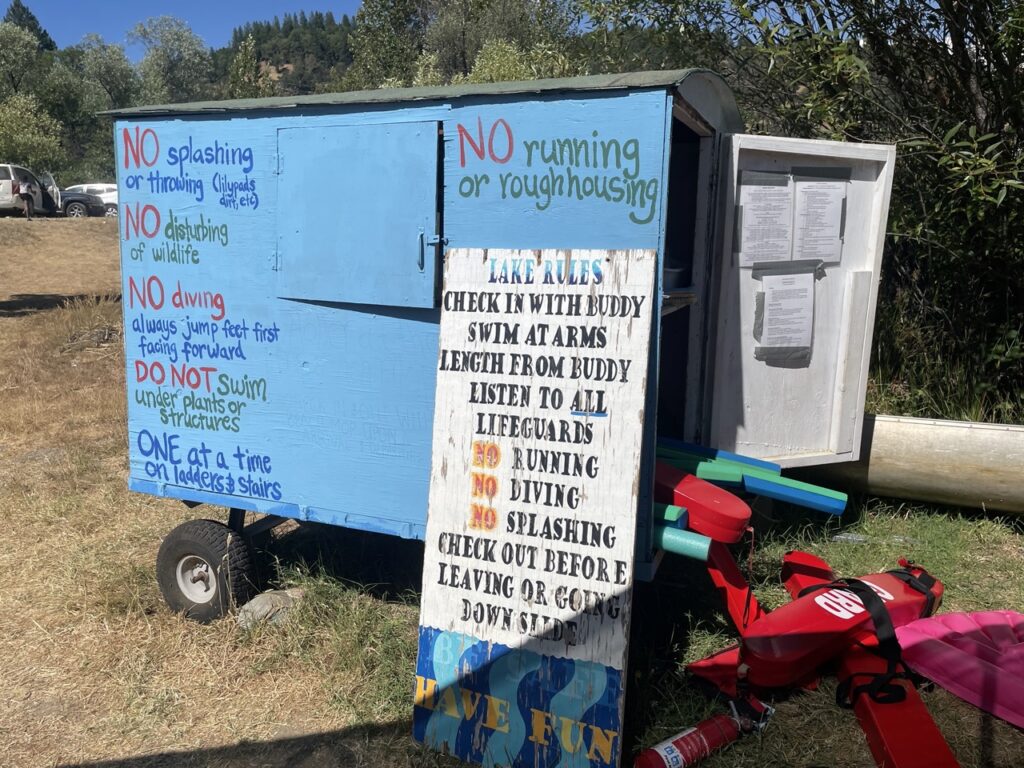 NO splashing
or throwing (lilypads
dirt, etc)
NO disturbing
of wildlife
NO diving
always jump feet first
facing forward
DO NOT swim
under plants or
structures
ONE at a time
on ladders & stairs
NO running
or roughhousing
LAKE RULES
CHECK IN WITH BUDDY
SWIM AT ARMS
LENGTH FROM BUDDY
LISTEN TO ALL
LIFEGUARDS
NO RUNNING
NO DIVING
NO SPLASHING
CHECK OUT BEFORE
LEAVING OR GOING
DOWN SLIDE
HAVE FUN